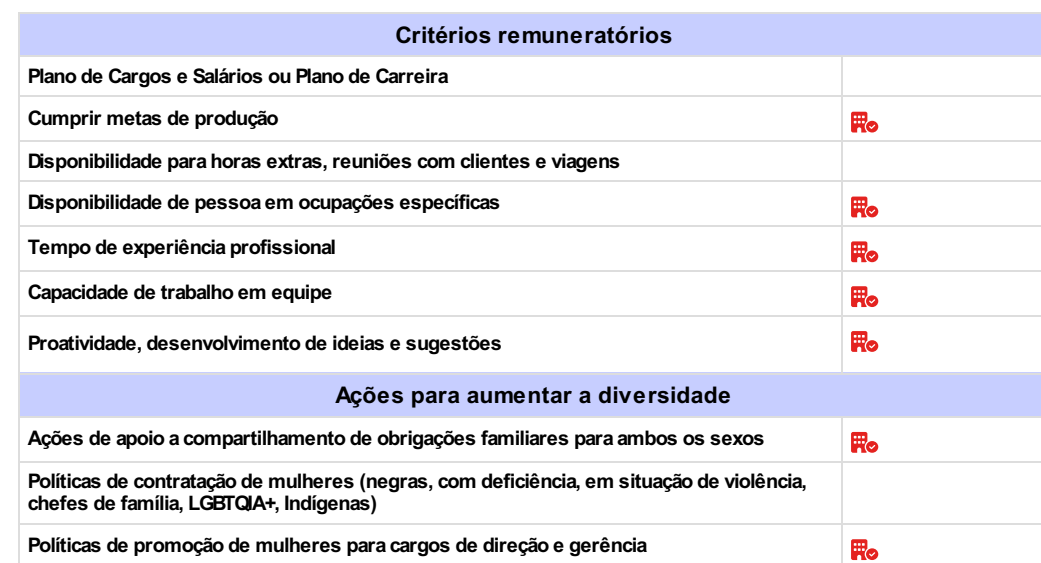 Critérios remuneratórios
Plano de Cargos e Salários ou Plano de Carreira
Cumprir metas de produção
Disponibilidade para horas extras, reuniões com clientes e viagens
Disponibilidade de pessoa em ocupações específicas
Tempo de experiência profissional
Capacidade de trabalho em equipe
Proatividade, desenvolvimento de ideias e sugestões
Ações para aumentar a diversidade
Ações de apoio a compartilhamento de obrigações familiares para ambos os sexos
Políticas de contratação de mulheres (negras, com deficiência, em situação de violência,
chefes de família, LGBTQIA+, Indígenas)
Políticas de promoção de mulheres para cargos de direção e gerência